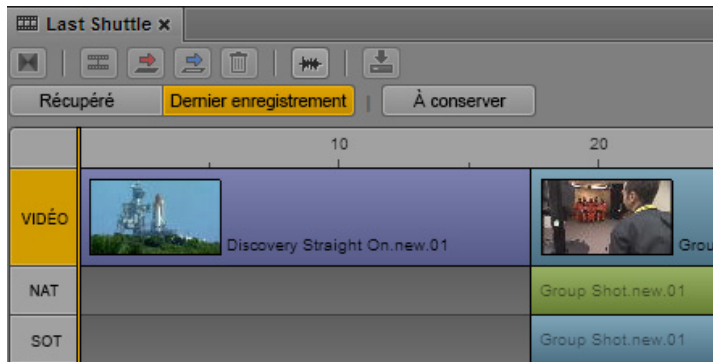 Last Shuttle ×
Récupéré Dernier enregistrement À conserver
10 20
VIDÉO Discovery Straight On.new.01 Grou
NAT Group Shot.new.01
SOT Group Shot.new.01